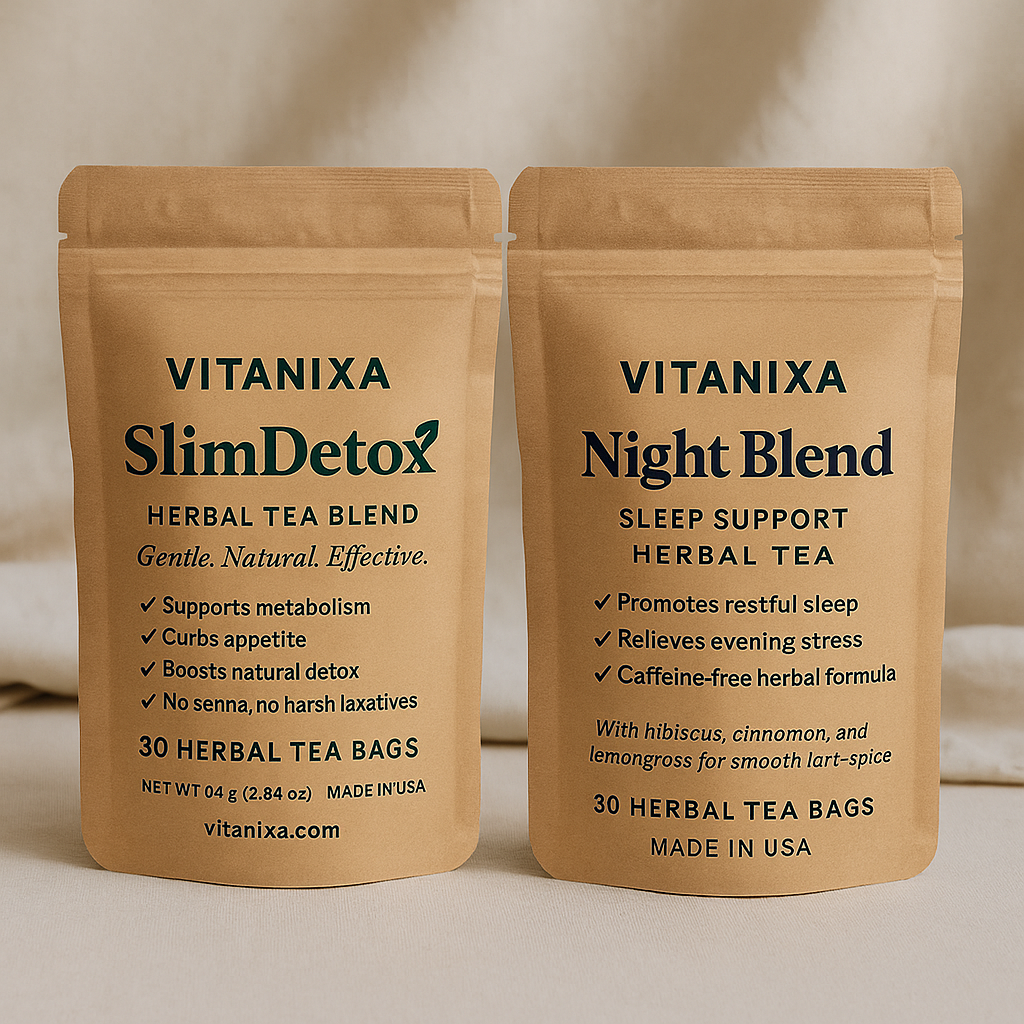 VITANIXA
SlimDetox
HERBAL TEA BLEND
Gentle. Natural. Effective.
✓ Supports metabolism
✓ Curbs appetite
✓ Boosts natural detox
✓ No senna, no harsh laxatives
30 HERBAL TEA BAGS
NET WT 04 g (2.84 oz) MADE IN'USA
vitanixa.com
VITANIXA
Night Blend
SLEEP SUPPORT
HERBAL TEA
✓ Promotes restful sleep
✓ Relieves evening stress
✓ Caffeine-free herbal formula
With hibiscus, cinnomon, and
lemongross for smooth lart-spice
30 HERBAL TEA BAGS
MADE IN USA